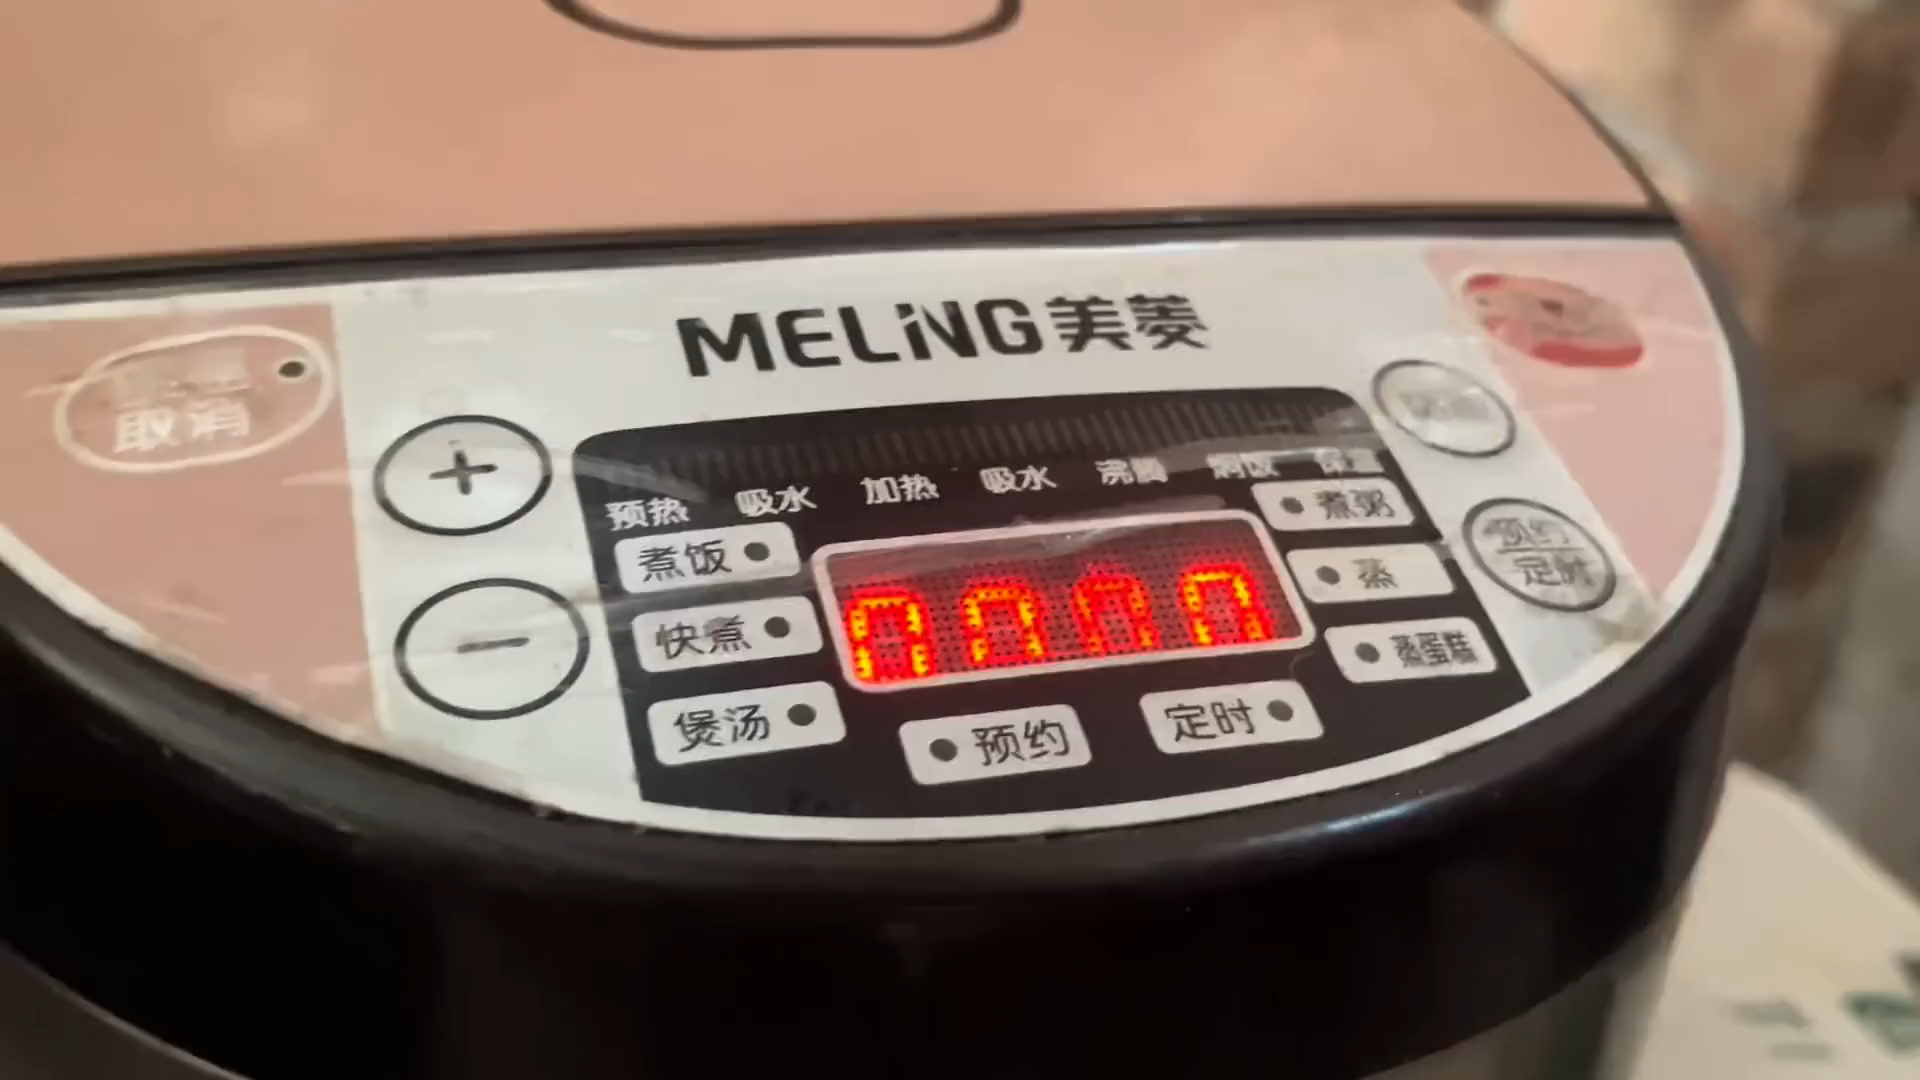 MELING美菱
取消
+
预热 吸水 加热 吸水 沸腾 焖饭 保温
煮饭
煮粥
快煮
蒸
煲汤
蒸蛋糕
-
预约
定时
预约
定时